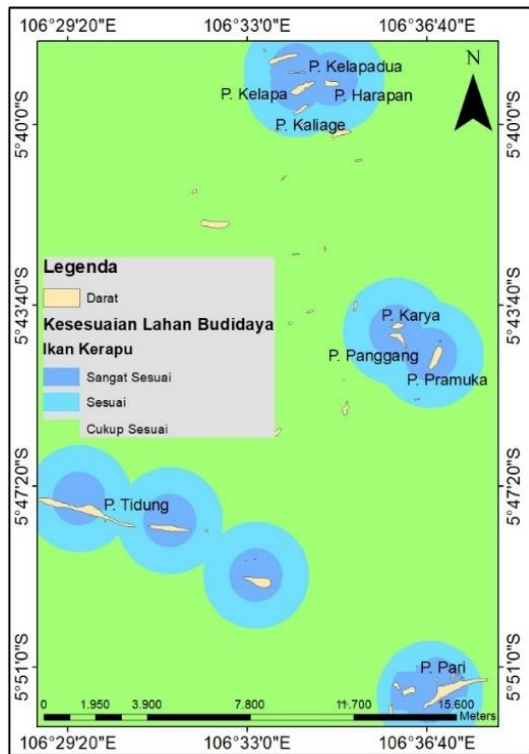 106°29'20"E 106°33'0"E 106°36'40"E
N
P. Kelapadua
P. Kelapa
P. Harapan
P. Kaliage
5°40'0"S 5°40'0"S
Legenda
Darat
Kesesuaian Lahan Budidaya
Ikan Kerapu
Sangat Sesuai
Sesuai
Cukup Sesuai
5°43'40"S 5°43'40"S
P. Karya
P. Panggang
P. Pramuka
5°47'20"S 5°47'20"S
P. Tidung
5°51'0"S 5°51'0"S
P. Pari
0 1.950 3.900 7.800 11.700 15.600
Meters
106°29'20"E 106°33'0"E 106°36'40"E